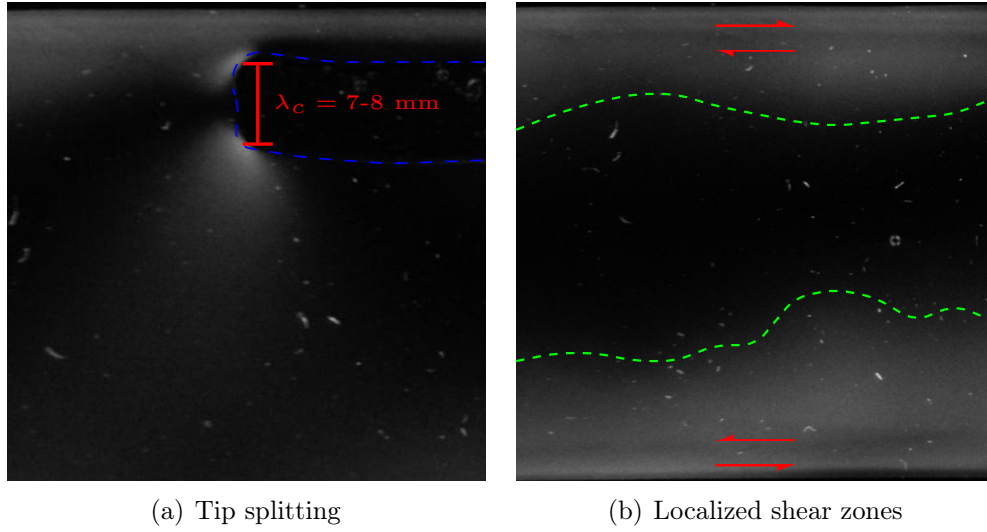 λc = 7-8 mm
(a) Tip splitting
(b) Localized shear zones